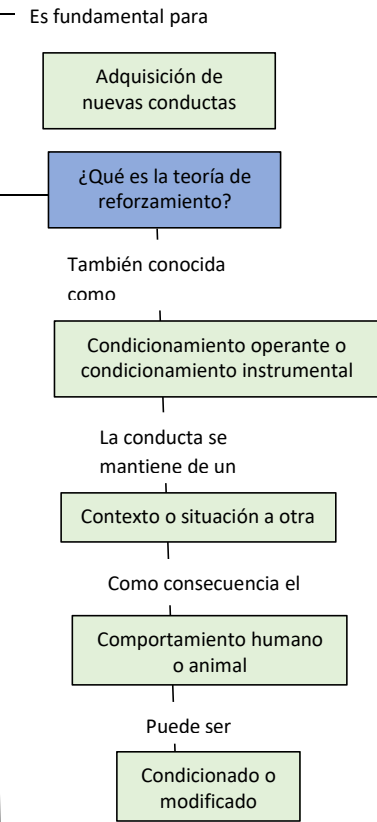 Es fundamental para
Adquisición de
nuevas conductas
¿Qué es la teoría de
reforzamiento?
También conocida
como
Condicionamiento operante o
condicionamiento instrumental
La conducta se
mantiene de un
Contexto o situación a otra
Como consecuencia el
Comportamiento humano
o animal
Puede ser
Condicionado o
modificado